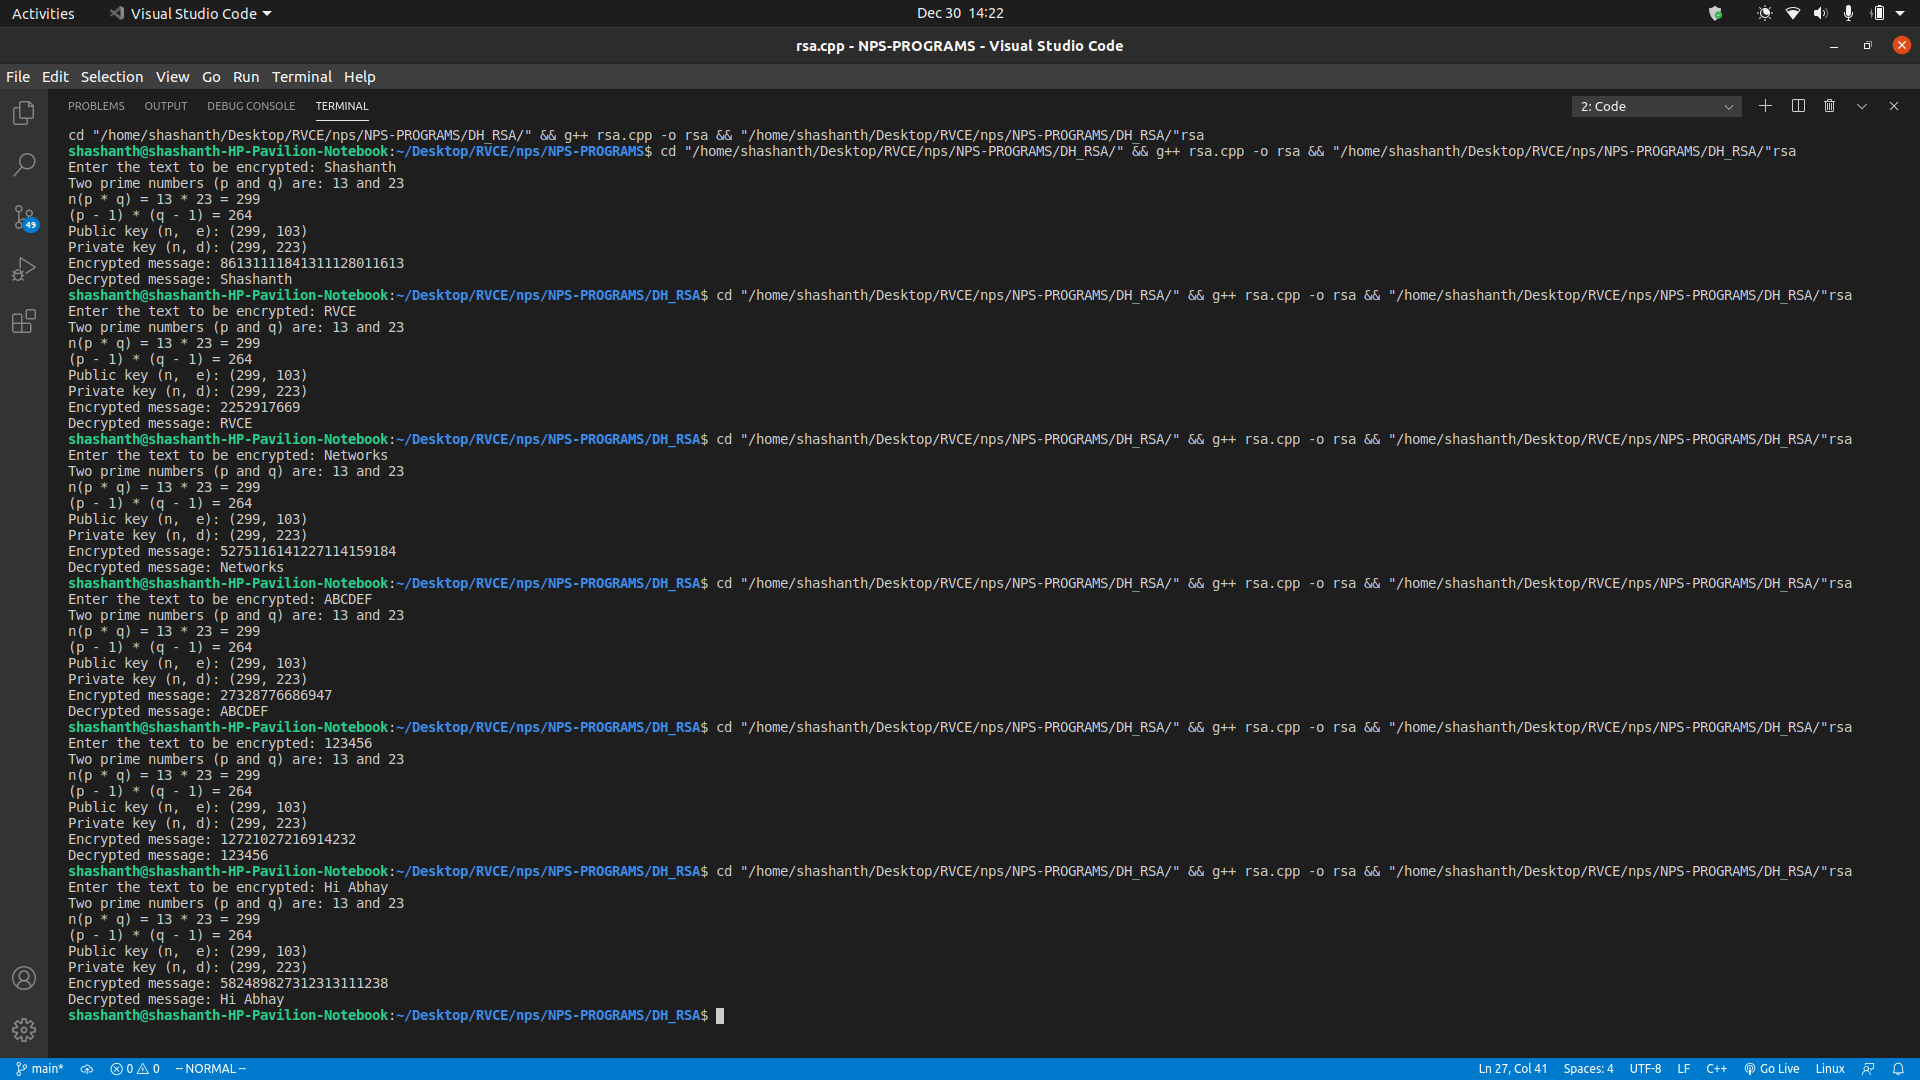 Activities Visual Studio Code Dec 30 14:22
rsa.cpp - NPS-PROGRAMS - Visual Studio Code
File Edit Selection View Go Run Terminal Help
PROBLEMS OUTPUT DEBUG CONSOLE TERMINAL 2: Code
cd "/home/shashanth/Desktop/RVCE/nps/NPS-PROGRAMS/DH_RSA/" && g++ rsa.cpp -o rsa && "/home/shashanth/Desktop/RVCE/nps/NPS-PROGRAMS/DH_RSA/"rsa
shashanth@shashanth-HP-Pavilion-Notebook:~/Desktop/RVCE/nps/NPS-PROGRAMS$ cd "/home/shashanth/Desktop/RVCE/nps/NPS-PROGRAMS/DH_RSA/" && g++ rsa.cpp -o rsa && "/home/shashanth/Desktop/RVCE/nps/NPS-PROGRAMS/DH_RSA/"rsa
Enter the text to be encrypted: Shashanth
Two prime numbers (p and q) are: 13 and 23
n(p * q) = 13 * 23 = 299
(p - 1) * (q - 1) = 264
Public key (n,  e): (299, 103)
Private key (n, d): (299, 223)
Encrypted message: 86131111841311128011613
Decrypted message: Shashanth
shashanth@shashanth-HP-Pavilion-Notebook:~/Desktop/RVCE/nps/NPS-PROGRAMS/DH_RSA$ cd "/home/shashanth/Desktop/RVCE/nps/NPS-PROGRAMS/DH_RSA/" && g++ rsa.cpp -o rsa && "/home/shashanth/Desktop/RVCE/nps/NPS-PROGRAMS/DH_RSA/"rsa
Enter the text to be encrypted: RVCE
Two prime numbers (p and q) are: 13 and 23
n(p * q) = 13 * 23 = 299
(p - 1) * (q - 1) = 264
Public key (n,  e): (299, 103)
Private key (n, d): (299, 223)
Encrypted message: 2252917669
Decrypted message: RVCE
shashanth@shashanth-HP-Pavilion-Notebook:~/Desktop/RVCE/nps/NPS-PROGRAMS/DH_RSA$ cd "/home/shashanth/Desktop/RVCE/nps/NPS-PROGRAMS/DH_RSA/" && g++ rsa.cpp -o rsa && "/home/shashanth/Desktop/RVCE/nps/NPS-PROGRAMS/DH_RSA/"rsa
Enter the text to be encrypted: Networks
Two prime numbers (p and q) are: 13 and 23
n(p * q) = 13 * 23 = 299
(p - 1) * (q - 1) = 264
Public key (n,  e): (299, 103)
Private key (n, d): (299, 223)
Encrypted message: 5275116141227114159184
Decrypted message: Networks
shashanth@shashanth-HP-Pavilion-Notebook:~/Desktop/RVCE/nps/NPS-PROGRAMS/DH_RSA$ cd "/home/shashanth/Desktop/RVCE/nps/NPS-PROGRAMS/DH_RSA/" && g++ rsa.cpp -o rsa && "/home/shashanth/Desktop/RVCE/nps/NPS-PROGRAMS/DH_RSA/"rsa
Enter the text to be encrypted: ABCDEF
Two prime numbers (p and q) are: 13 and 23
n(p * q) = 13 * 23 = 299
(p - 1) * (q - 1) = 264
Public key (n,  e): (299, 103)
Private key (n, d): (299, 223)
Encrypted message: 27328776686947
Decrypted message: ABCDEF
shashanth@shashanth-HP-Pavilion-Notebook:~/Desktop/RVCE/nps/NPS-PROGRAMS/DH_RSA$ cd "/home/shashanth/Desktop/RVCE/nps/NPS-PROGRAMS/DH_RSA/" && g++ rsa.cpp -o rsa && "/home/shashanth/Desktop/RVCE/nps/NPS-PROGRAMS/DH_RSA/"rsa
Enter the text to be encrypted: 123456
Two prime numbers (p and q) are: 13 and 23
n(p * q) = 13 * 23 = 299
(p - 1) * (q - 1) = 264
Public key (n,  e): (299, 103)
Private key (n, d): (299, 223)
Encrypted message: 12721027216914232
Decrypted message: 123456
shashanth@shashanth-HP-Pavilion-Notebook:~/Desktop/RVCE/nps/NPS-PROGRAMS/DH_RSA$ cd "/home/shashanth/Desktop/RVCE/nps/NPS-PROGRAMS/DH_RSA/" && g++ rsa.cpp -o rsa && "/home/shashanth/Desktop/RVCE/nps/NPS-PROGRAMS/DH_RSA/"rsa
Enter the text to be encrypted: Hi Abhay
Two prime numbers (p and q) are: 13 and 23
n(p * q) = 13 * 23 = 299
(p - 1) * (q - 1) = 264
Public key (n,  e): (299, 103)
Private key (n, d): (299, 223)
Encrypted message: 582489827312313111238
Decrypted message: Hi Abhay
shashanth@shashanth-HP-Pavilion-Notebook:~/Desktop/RVCE/nps/NPS-PROGRAMS/DH_RSA$
49
main* 0 0 -- NORMAL -- Ln 27, Col 41 Spaces: 4 UTF-8 LF C++ Go Live Linux